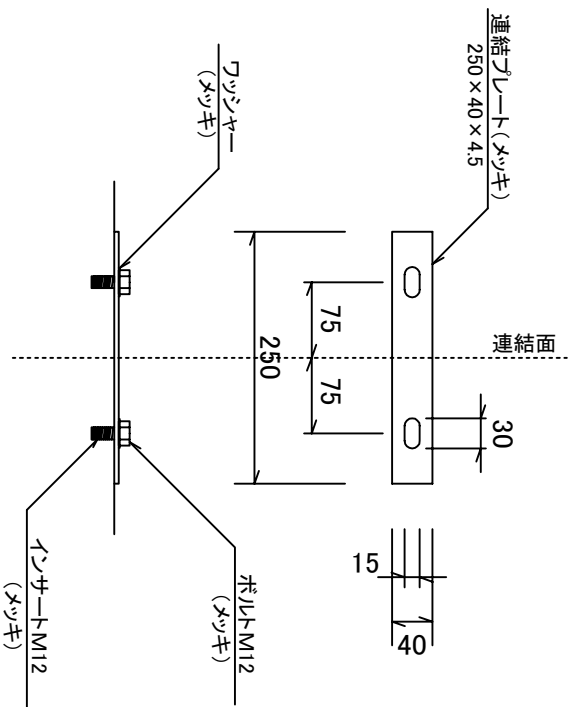 連結プレート(メッキ)
250×40×4.5
ワッシャー
(メッキ)
連結面
75
75
250
30
15
40
ボルトM12
(メッキ)
インサートM12
(メッキ)